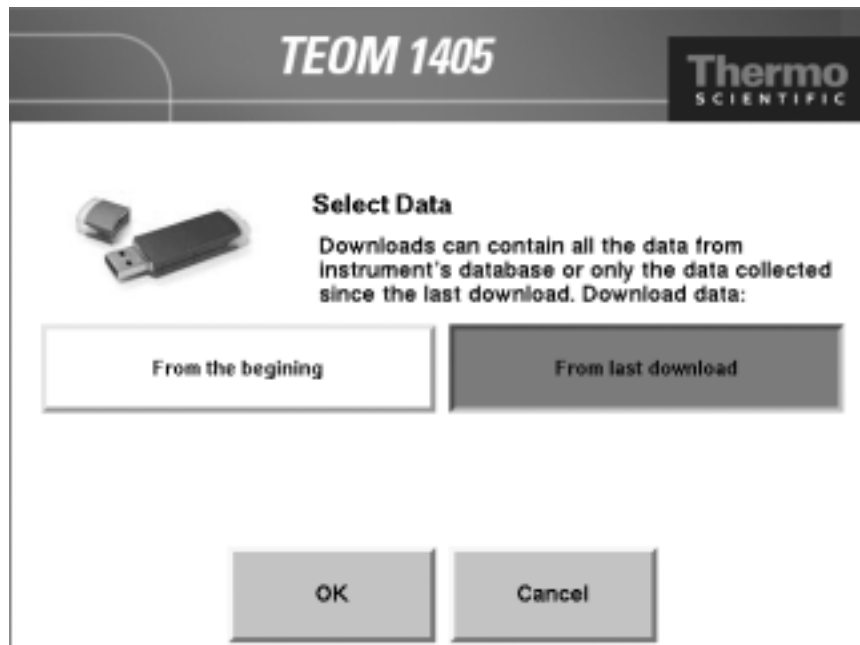 TEOM 1405
Thermo
SCIENTIFIC
Select Data
Downloads can contain all the data from
instrument's database or only the data collected
since the last download. Download data:
From the begining
From last download
OK
Cancel